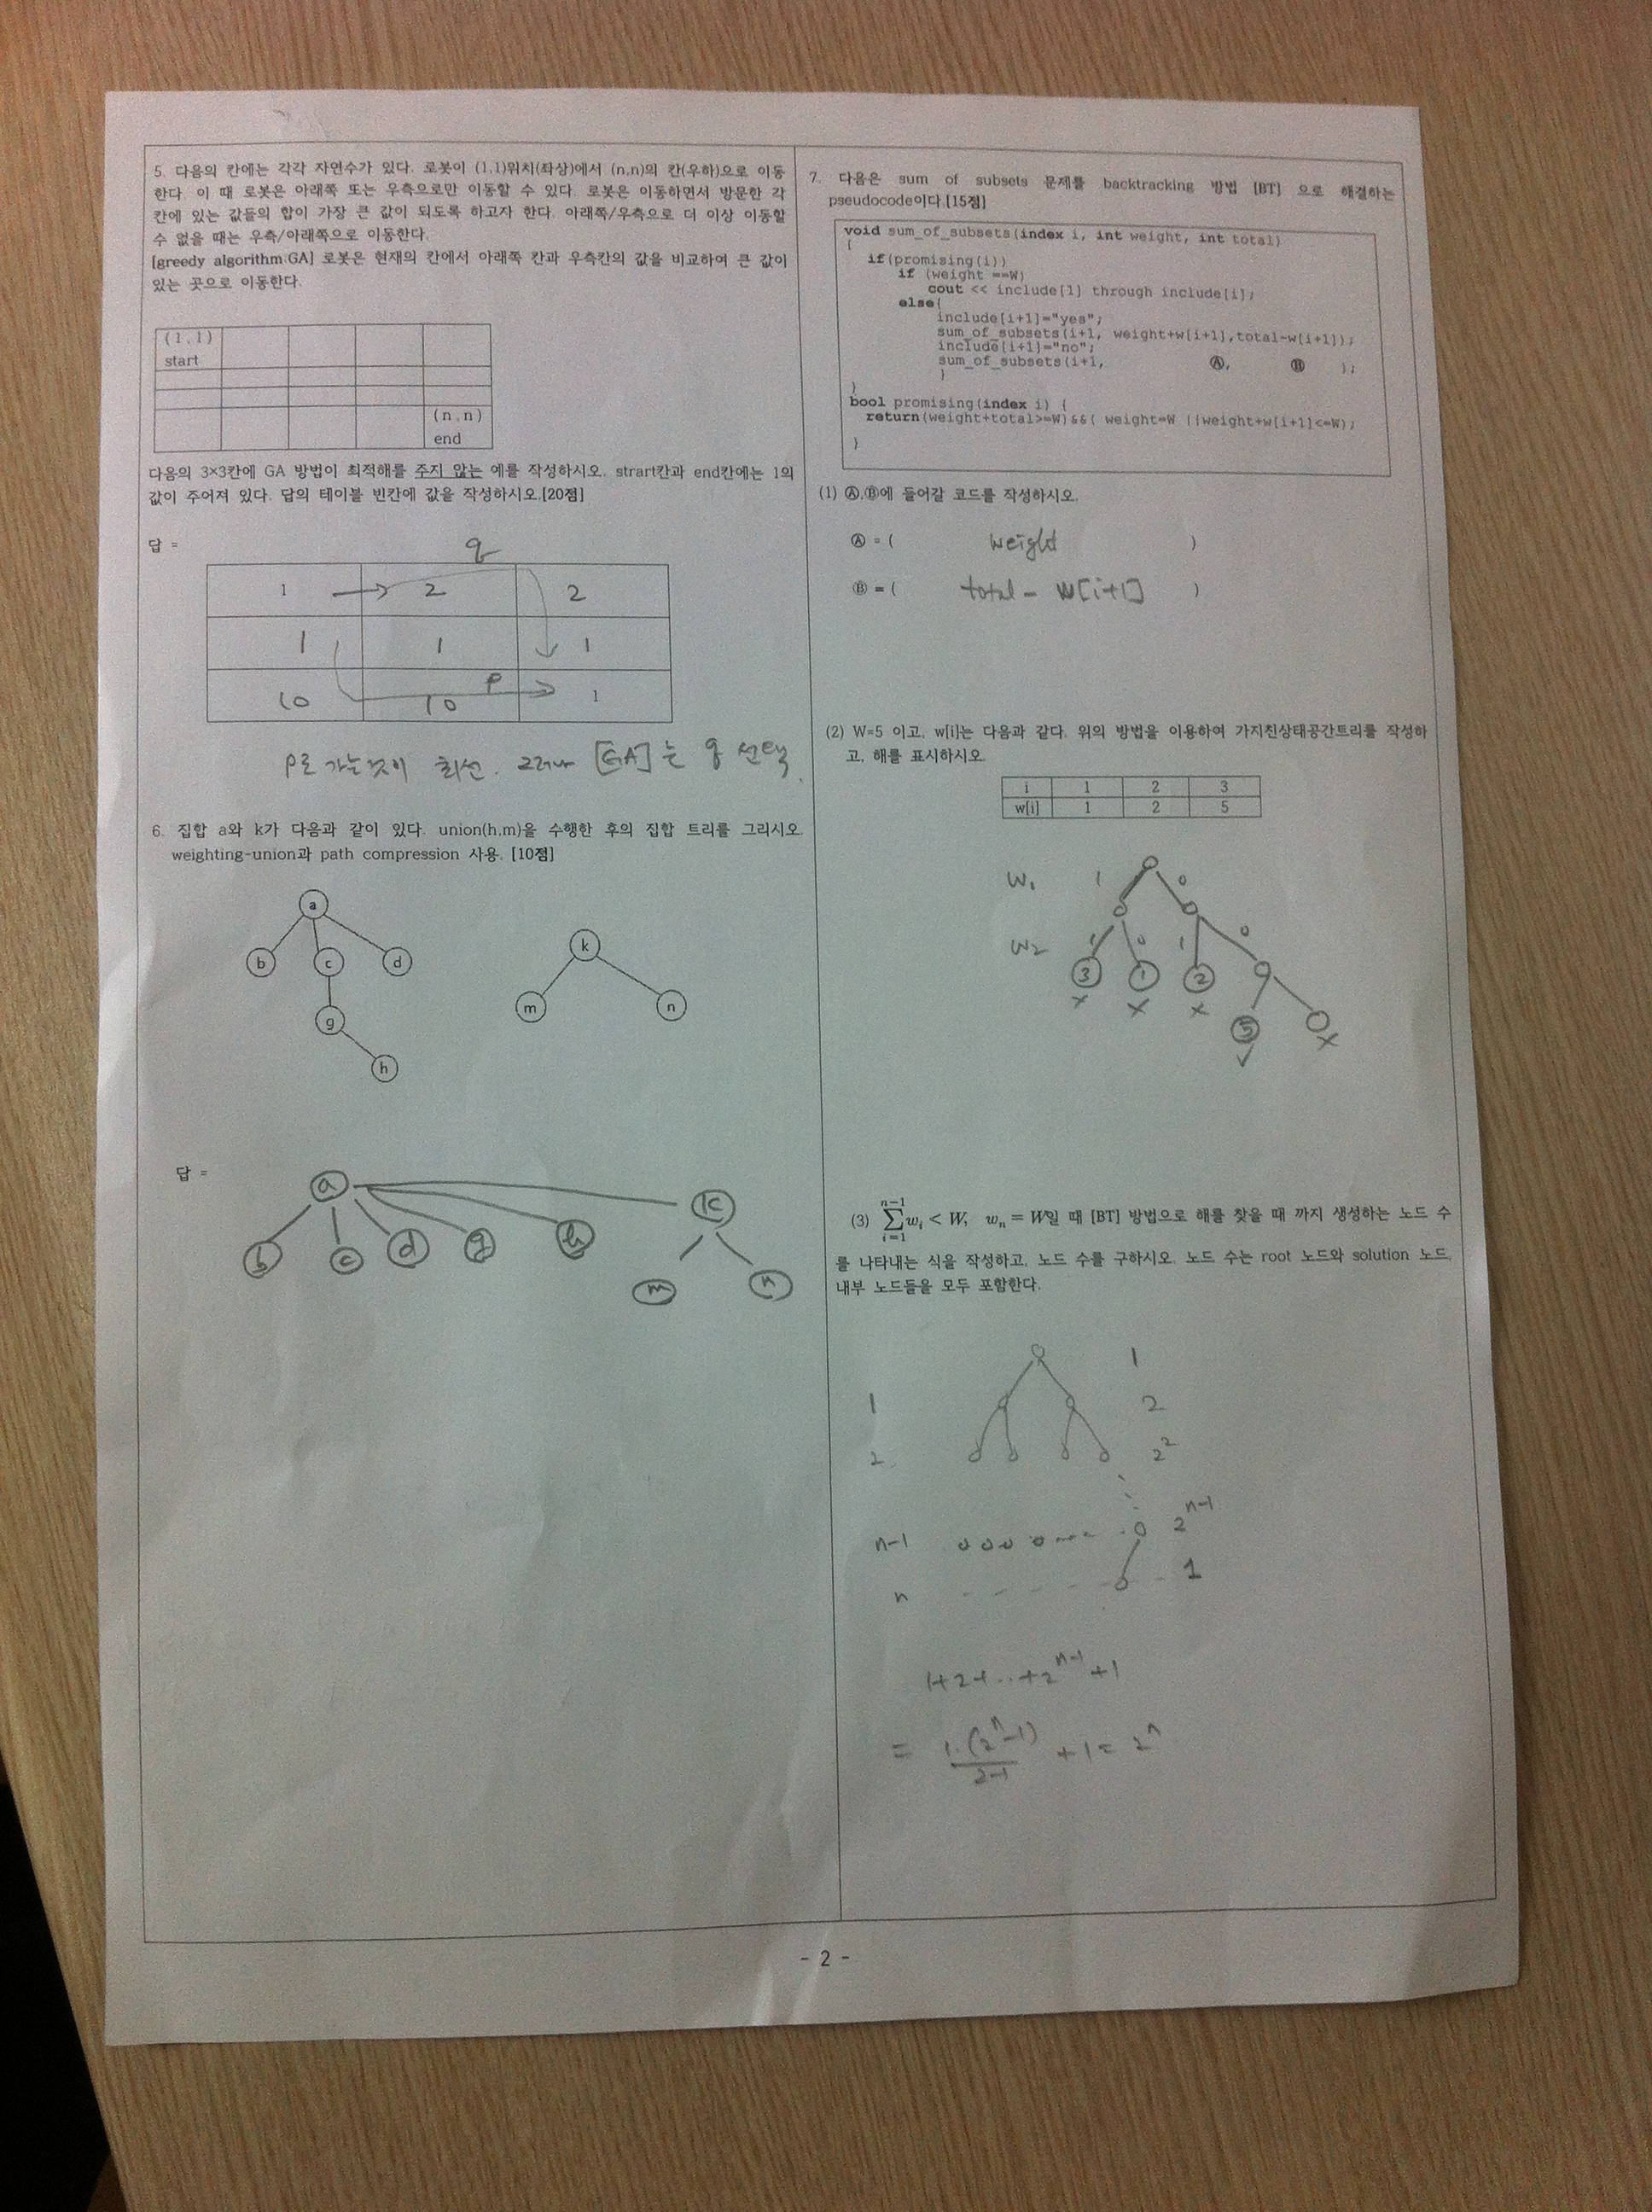 5. 다음의 칸에는 각각 자연수가 있다. 로봇이 (1,1)위치(좌상)에서 (n,n)의 칸(우하)으로 이동
한다. 이 때 로봇은 아래쪽 또는 우측으로만 이동할 수 있다. 로봇은 이동하면서 방문한 각
칸에 있는 값들의 합이 가장 큰 값이 되도록 하고자 한다. 아래쪽/우측으로 더 이상 이동할
수 없을 때는 우측/아래쪽으로 이동한다.
[greedy algorithm:GA] 로봇은 현재의 칸에서 아래쪽 칸과 우측칸의 값을 비교하여 큰 값이
있는 곳으로 이동한다.
(1,1)
start
(n,n)
end
다음의 3×3칸에 GA 방법이 최적해를 주지 않는 예를 작성하시오. strart칸과 end칸에는 1의
값이 주어져 있다. 답의 테이블 빈칸에 값을 작성하시오.[20점]
답 =
q
1 2 2
1 1 1
p
10 10 1
P로 가는것이 최선. 그러나 [GA]는 q 선택.
6. 집합 a와 k가 다음과 같이 있다. union(h,m)을 수행한 후의 집합 트리를 그리시오.
weighting-union과 path compression 사용. [10점]
a
b c d
g
h
k
m n
답 =
a k
b c d g h
m n
7. 다음은 sum of subsets 문제를 backtracking 방법 [BT] 으로 해결하는
pseudocode이다.[15점]
void sum_of_subsets(index i, int weight, int total)
{
if(promising(i))
if (weight ==W)
cout << include[1] through include[i];
else{
include[i+1]="yes";
sum_of_subsets(i+1, weight+w[i+1],total-w[i+1]);
include[i+1]="no";
sum_of_subsets(i+1, Ⓐ, Ⓑ );
}
}
bool promising(index i) {
return(weight+total>=W)&&( weight=W ||weight+w[i+1]<=W);
}
(1) Ⓐ,Ⓑ에 들어갈 코드를 작성하시오.
Ⓐ = ( weight )
Ⓑ = ( total - w[i+1] )
(2) W=5 이고, w[i]는 다음과 같다. 위의 방법을 이용하여 가지친상태공간트리를 작성하
고, 해를 표시하시오.
i 1 2 3
w[i] 1 2 5
W1 1 0
W2 1 0 1 0
3 1 2
x x x
5
✓ x
(3) \sum_{i=1}^{n-1} w_i < W, w_n = W일 때 [BT] 방법으로 해를 찾을 때 까지 생성하는 노드 수
를 나타내는 식을 작성하고, 노드 수를 구하시오. 노드 수는 root 노드와 solution 노드,
내부 노드들을 모두 포함한다.
1
1 2
2 2^2
n-1 2^{n-1}
n 1
1+2+...+2^{n-1}+1
= \frac{1·(2^n-1)}{2-1} +1= 2^n
- 2 -